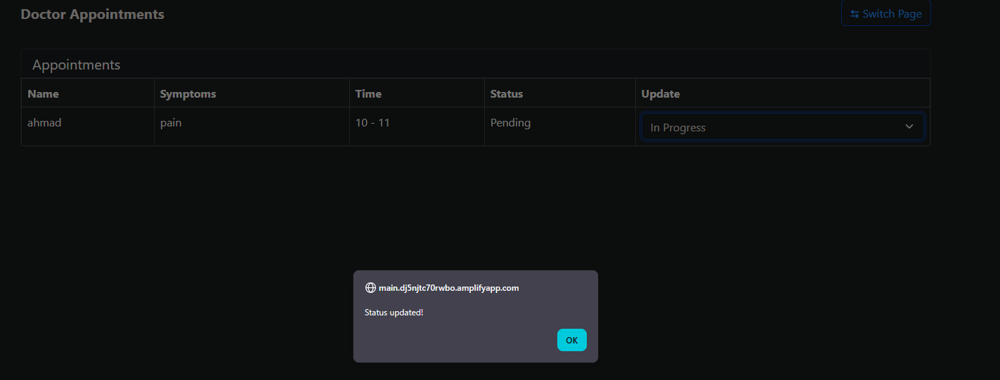 Doctor Appointments
⇆ Switch Page
Appointments
Name Symptoms Time Status Update
ahmad pain 10 - 11 Pending In Progress
main.dj5njtc70rwbo.amplifyapp.com
Status updated!
OK